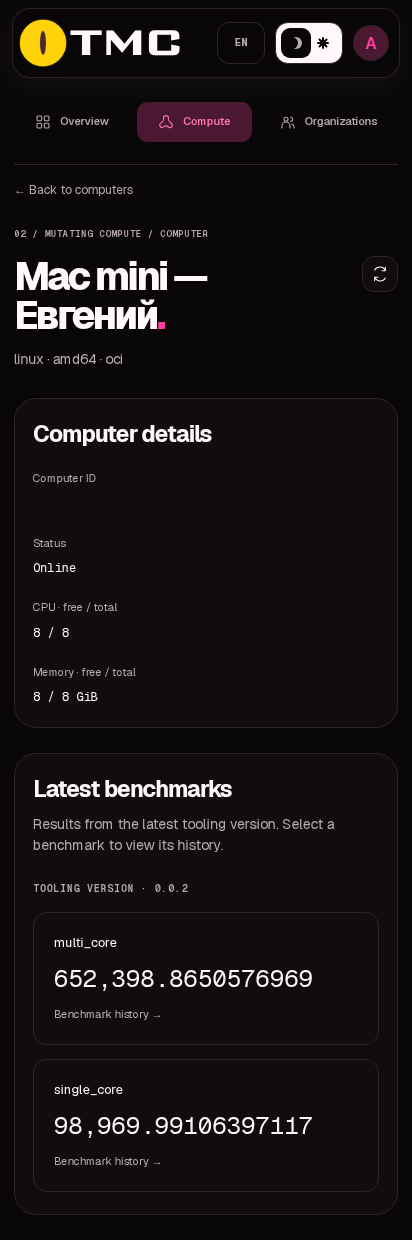 TMC
EN
A
Overview
Compute
Organizations
← Back to computers
02 / MUTATING COMPUTE / COMPUTER
Mac mini —
Евгений.
linux · amd64 · oci
Computer details
Computer ID
Status
Online
CPU · free / total
8 / 8
Memory · free / total
8 / 8 GiB
Latest benchmarks
Results from the latest tooling version. Select a
benchmark to view its history.
TOOLING VERSION · 0.0.2
multi_core
652,398.8650576969
Benchmark history →
single_core
98,969.99106397117
Benchmark history →